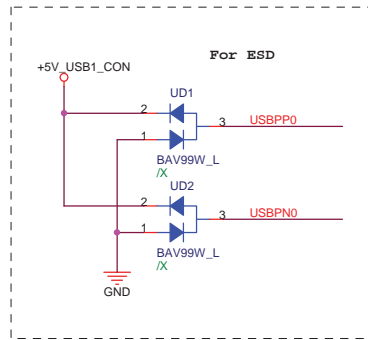 For ESD
+5V_USB1_CON
UD1
2
3
USBPP0
1
BAV99W_L
/X
UD2
2
3
USBPN0
1
BAV99W_L
/X
GND